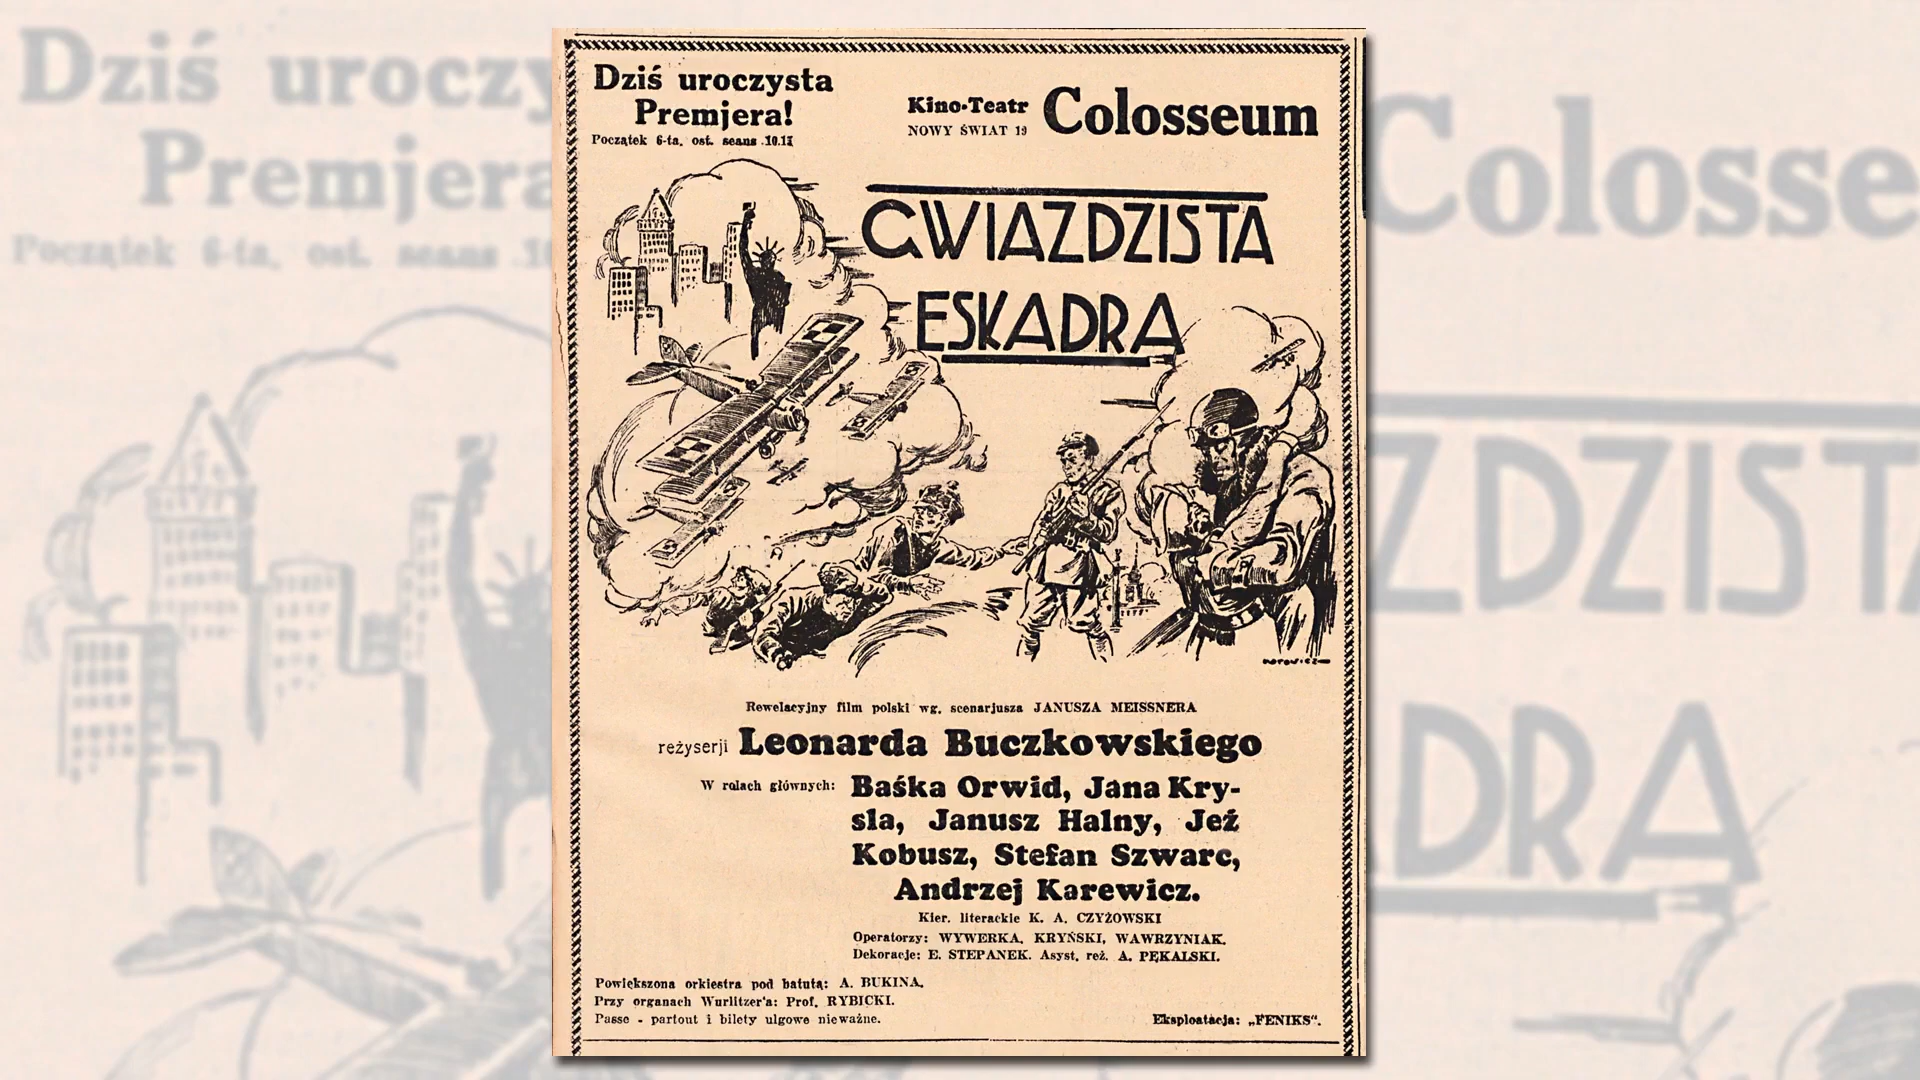 Dziś uroczysta
Premjera!
Początek 6-ta, ost. seans 10.15
Kino-Teatr
NOWY ŚWIAT 19
Colosseum
GWIAZDZISTA
ESKADRA
Rewelacyjny film polski wg. scenarjusza JANUSZA MEISSNERA
reżyserji Leonarda Buczkowskiego
W rolach głównych: Baśka Orwid, Jana Kry-
sla, Janusz Halny, Jeż
Kobusz, Stefan Szwarc,
Andrzej Karewicz.
Kier. literackie K. A. CZYŻOWSKI
Operatorzy: WYWERKA, KRYŃSKI, WAWRZYNIAK.
Dekoracje: E. STEPANEK. Asyst. reż. A. PĘKALSKI.
Powiększona orkiestra pod batutą: A. BUKINA.
Przy organach Wurlitzer'a: Prof. RYBICKI.
Passe - partout i bilety ulgowe nieważne.
Eksploatacja: „FENIKS“.